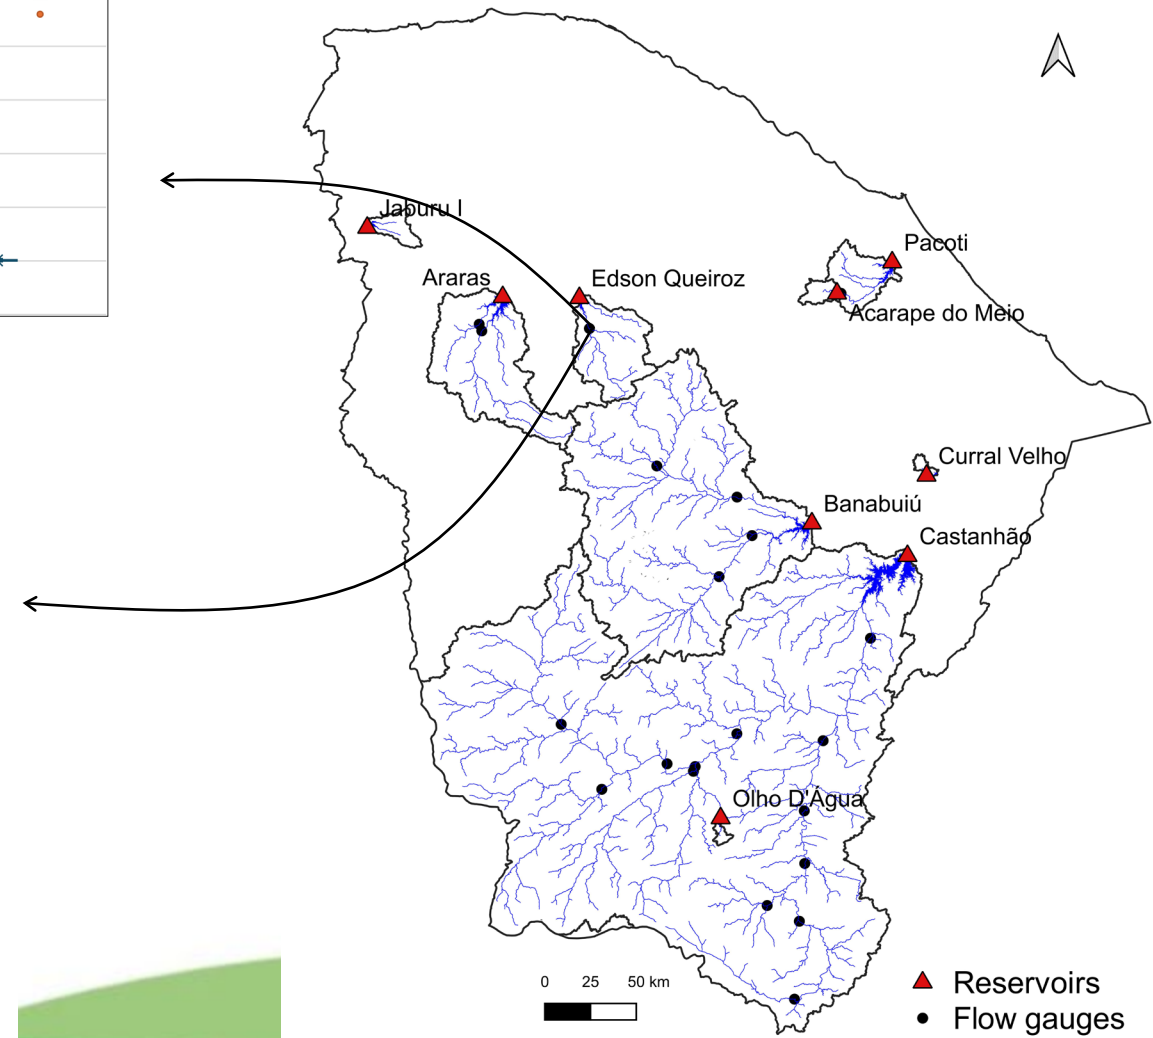 Jaburu I
Pacoti
Araras
Edson Queiroz
Acarape do Meio
Curral Velho
Banabuiú
Castanhão
Olho D'Água
0 25 50 km
Reservoirs
Flow gauges